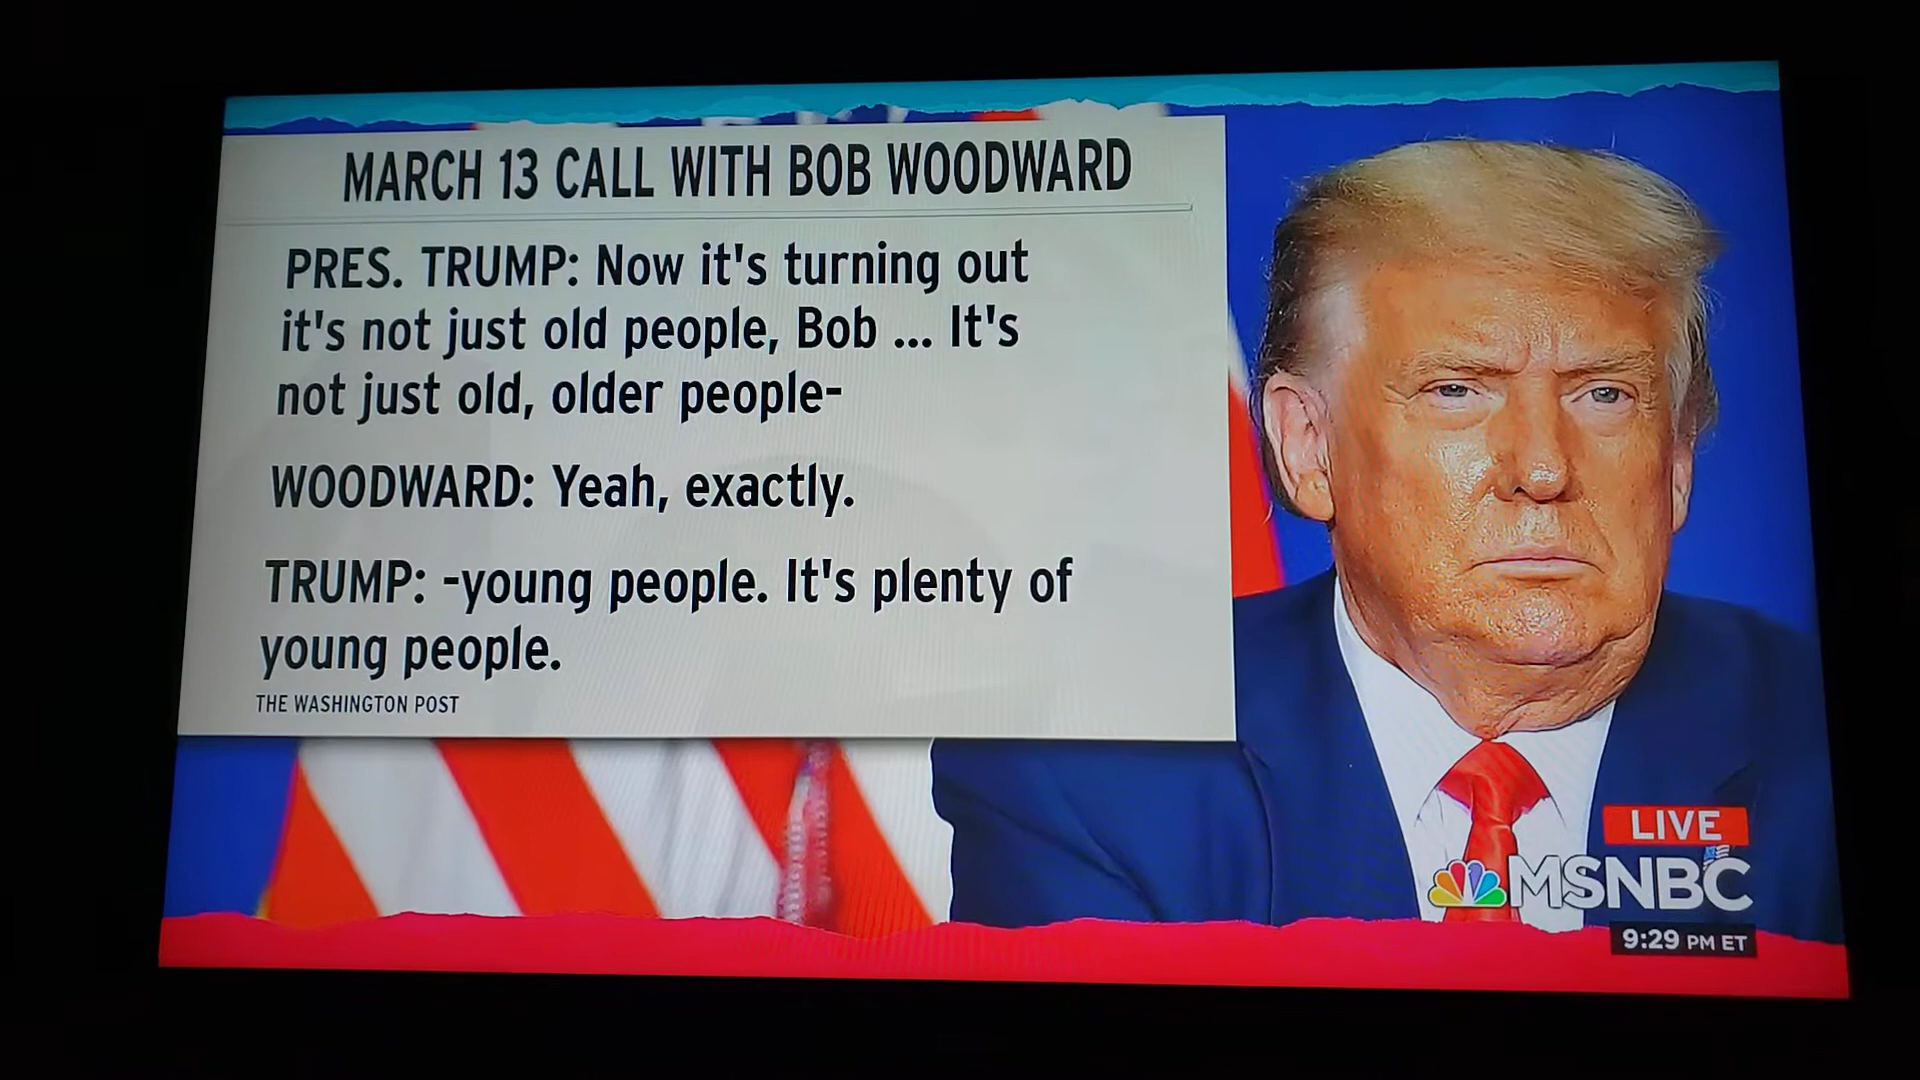 MARCH 13 CALL WITH BOB WOODWARD
PRES. TRUMP: Now it's turning out
it's not just old people, Bob ... It's
not just old, older people-
WOODWARD: Yeah, exactly.
TRUMP: -young people. It's plenty of
young people.
THE WASHINGTON POST
LIVE
MSNBC
9:29 PM ET